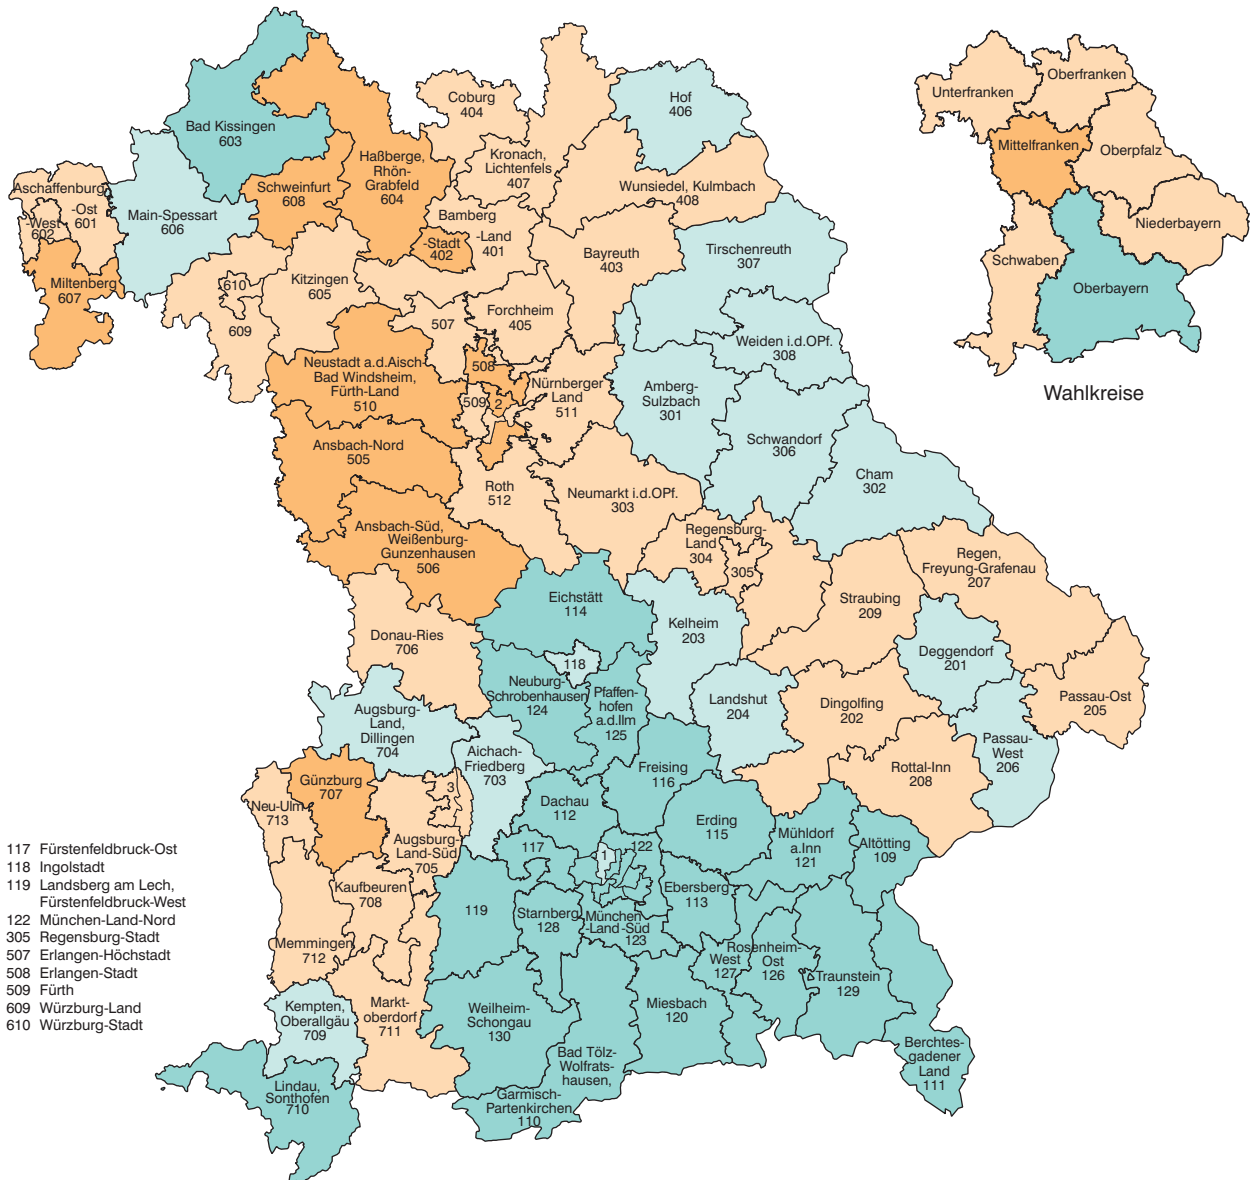 Coburg
404
Hof
406
Bad Kissingen
603
Haßberge,
Rhön-
Grabfeld
604
Kronach,
Lichtenfels
407
Wunsiedel, Kulmbach
408
Aschaffenburg
-Ost
601
-West
602
Schweinfurt
608
Main-Spessart
606
Bamberg
-Land
401
-Stadt
402
Bayreuth
403
Tirschenreuth
307
Miltenberg
607
610
609
Kitzingen
605
507
Forchheim
405
Weiden i.d.OPf.
308
Neustadt a.d.Aisch-
Bad Windsheim,
Fürth-Land
510
508
509
2
Nürnberger
Land
511
Amberg-
Sulzbach
301
Schwandorf
306
Cham
302
Ansbach-Nord
505
Roth
512
Neumarkt i.d.OPf.
303
Ansbach-Süd,
Weißenburg-
Gunzenhausen
506
Regensburg-
Land
304
305
Regen,
Freyung-Grafenau
207
Eichstätt
114
Straubing
209
Kelheim
203
Donau-Ries
706
Deggendorf
201
118
Neuburg-
Schrobenhausen
124
Pfaffen-
hofen
a.d.Ilm
125
Landshut
204
Dingolfing
202
Passau-Ost
205
Augsburg-
Land,
Dillingen
704
Aichach-
Friedberg
703
Passau-
West
206
Rottal-Inn
208
Freising
116
Günzburg
707
3
Neu-Ulm
713
Dachau
112
Erding
115
Mühldorf
a.Inn
121
Altötting
109
Augsburg-
Land-Süd
705
117
1
122
Kaufbeuren
708
Ebersberg
113
119
Starnberg
128
München
-Land-Süd
123
Memmingen
712
West
127
Rosenheim-
Ost
126
Traunstein
129
Kempten,
Oberallgäu
709
Markt-
oberdorf
711
Weilheim-
Schongau
130
Miesbach
120
Bad Tölz-
Wolfrats-
hausen,
Garmisch-
Partenkirchen
110
Berchtes-
gadener
Land
111
Lindau,
Sonthofen
710
Unterfranken
Oberfranken
Mittelfranken
Oberpfalz
Niederbayern
Schwaben
Oberbayern
Wahlkreise
117 Fürstenfeldbruck-Ost
118 Ingolstadt
119 Landsberg am Lech,
Fürstenfeldbruck-West
122 München-Land-Nord
305 Regensburg-Stadt
507 Erlangen-Höchstadt
508 Erlangen-Stadt
509 Fürth
609 Würzburg-Land
610 Würzburg-Stadt